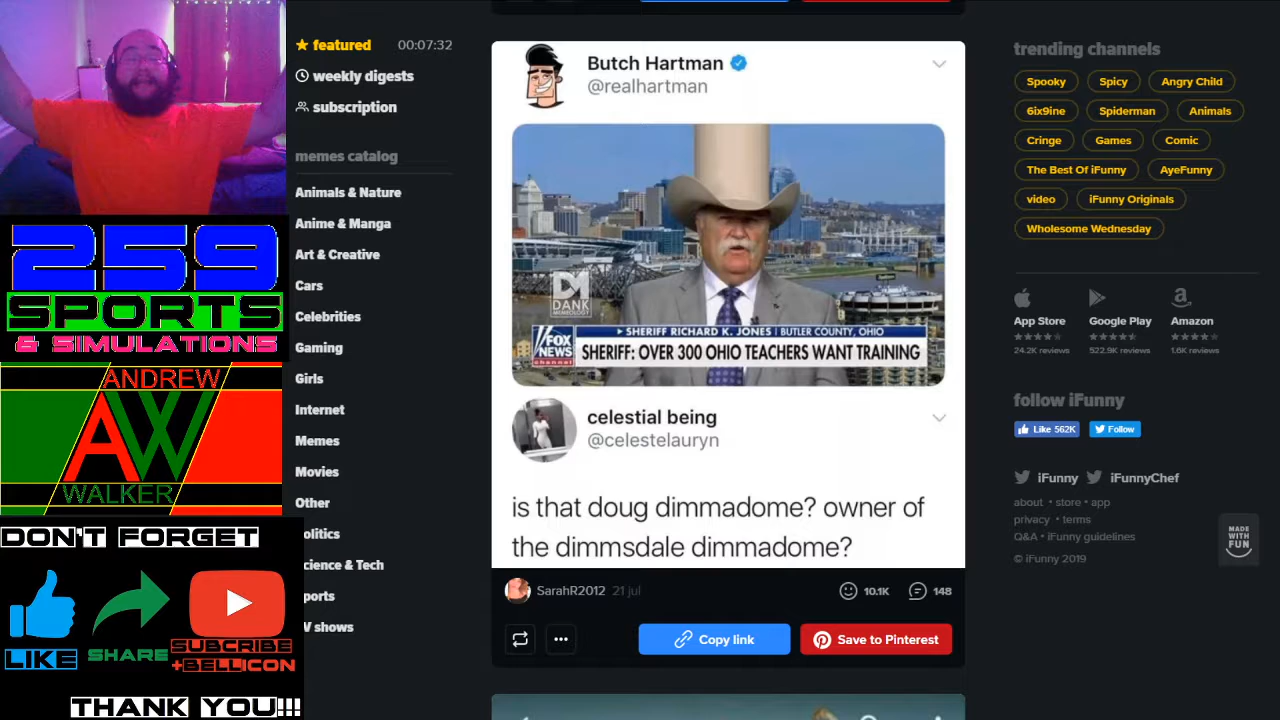 259
SPORTS
& SIMULATIONS
ANDREW
AW
WALKER
DON'T FORGET
LIKE
SHARE
SUBCRIBE
+BELLICON
THANK YOU!!!
featured 00:07:32
weekly digests
subscription
memes catalog
Animals & Nature
Anime & Manga
Art & Creative
Cars
Celebrities
Gaming
Girls
Internet
Memes
Movies
Other
olitics
cience & Tech
ports
V shows
Butch Hartman
@realhartman
DANK
MEMEOLOGY
FOX
NEWS
channel
SHERIFF RICHARD K. JONES | BUTLER COUNTY, OHIO
SHERIFF: OVER 300 OHIO TEACHERS WANT TRAINING
celestial being
@celestelauryn
is that doug dimmadome? owner of
the dimmsdale dimmadome?
SarahR2012 21 jul 10.1K 148
Copy link
Save to Pinterest
trending channels
Spooky Spicy Angry Child
6ix9ine Spiderman Animals
Cringe Games Comic
The Best Of iFunny AyeFunny
video iFunny Originals
Wholesome Wednesday
App Store Google Play Amazon
24.2K reviews 522.9K reviews 1.6K reviews
follow iFunny
Like 562K Follow
iFunny iFunnyChef
about • store • app
privacy • terms
Q&A • iFunny guidelines
© iFunny 2019
MADE
WITH
FUN